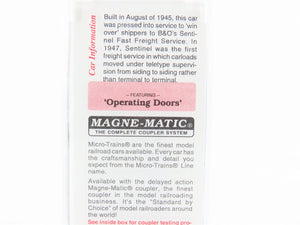 Car Information
Built in August of 1945, this car
was pressed into service for "win
over' shippers to B&O's Senti-
nel Fast Freight Service. In
1947, Sentinel was the first
freight service in which carloads
moved under teletype supervi-
sion from siding to siding rather
than terminal to terminal.
— FEATURING —
'Operating Doors'
MAGNE-MATIC®
THE COMPLETE COUPLER SYSTEM
Micro-Trains® are the finest model
railroad cars available. Every car has
the craftsmanship and detail you
expect from the Micro-Trains® Line
name.
Available with the delayed action
Magne-Matic® coupler, the finest
coupler in the model railroading
business. It's the "Standard by
Choice" of model railroaders around
the world!
See inside box for coupler testing pro-